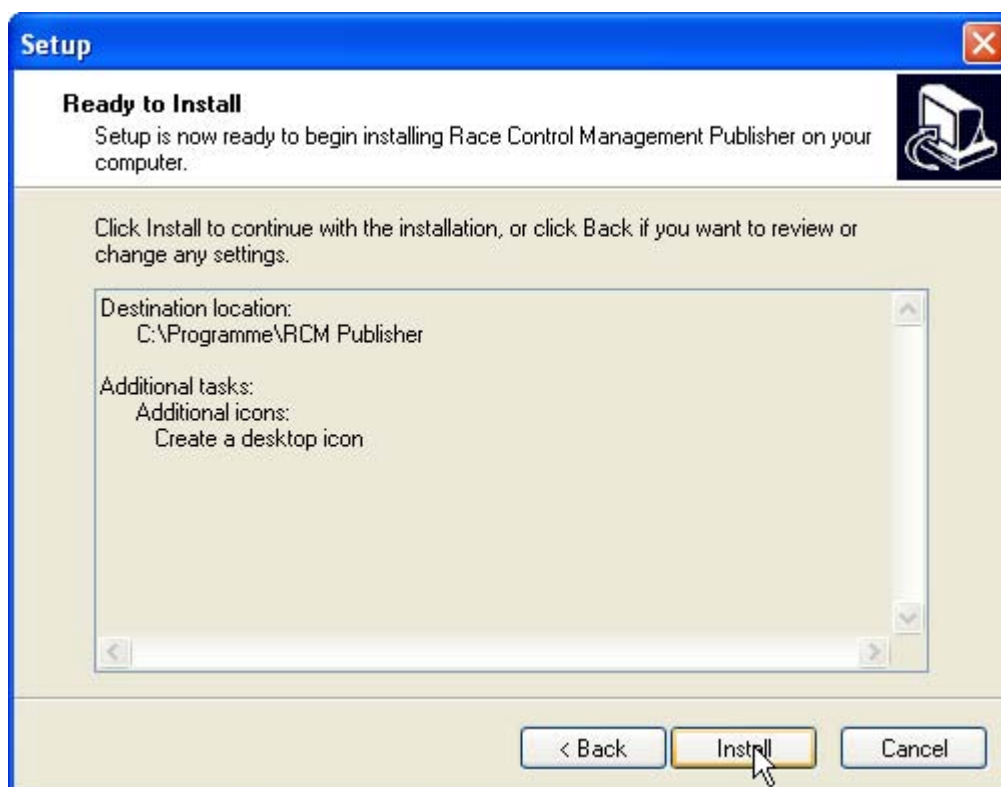 Setup
Ready to Install
Setup is now ready to begin installing Race Control Management Publisher on your
computer.
Click Install to continue with the installation, or click Back if you want to review or
change any settings.
Destination location:
C:\Programme\RCM Publisher
Additional tasks:
Additional icons:
Create a desktop icon
< Back
Install
Cancel